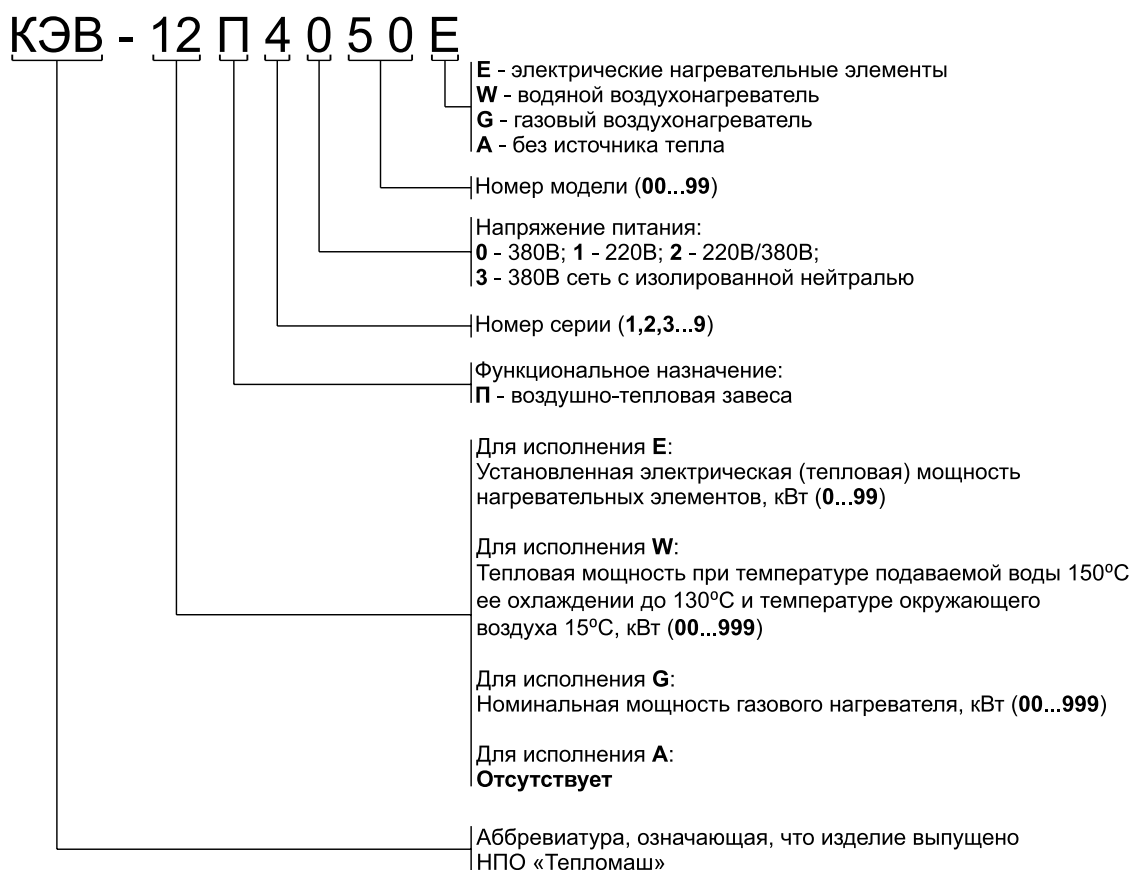 КЭВ - 12 П 4 0 5 0 Е
Е - электрические нагревательные элементы
W - водяной воздухонагреватель
G - газовый воздухонагреватель
А - без источника тепла
Номер модели (00...99)
Напряжение питания:
0 - 380В; 1 - 220В; 2 - 220В/380В;
3 - 380В сеть с изолированной нейтралью
Номер серии (1,2,3...9)
Функциональное назначение:
П - воздушно-тепловая завеса
Для исполнения Е:
Установленная электрическая (тепловая) мощность
нагревательных элементов, кВт (0...99)
Для исполнения W:
Тепловая мощность при температуре подаваемой воды 150⁰С
ее охлаждении до 130⁰С и температуре окружающего
воздуха 15⁰С, кВт (00...999)
Для исполнения G:
Номинальная мощность газового нагревателя, кВт (00...999)
Для исполнения А:
Отсутствует
Аббревиатура, означающая, что изделие выпущено
НПО «Тепломаш»